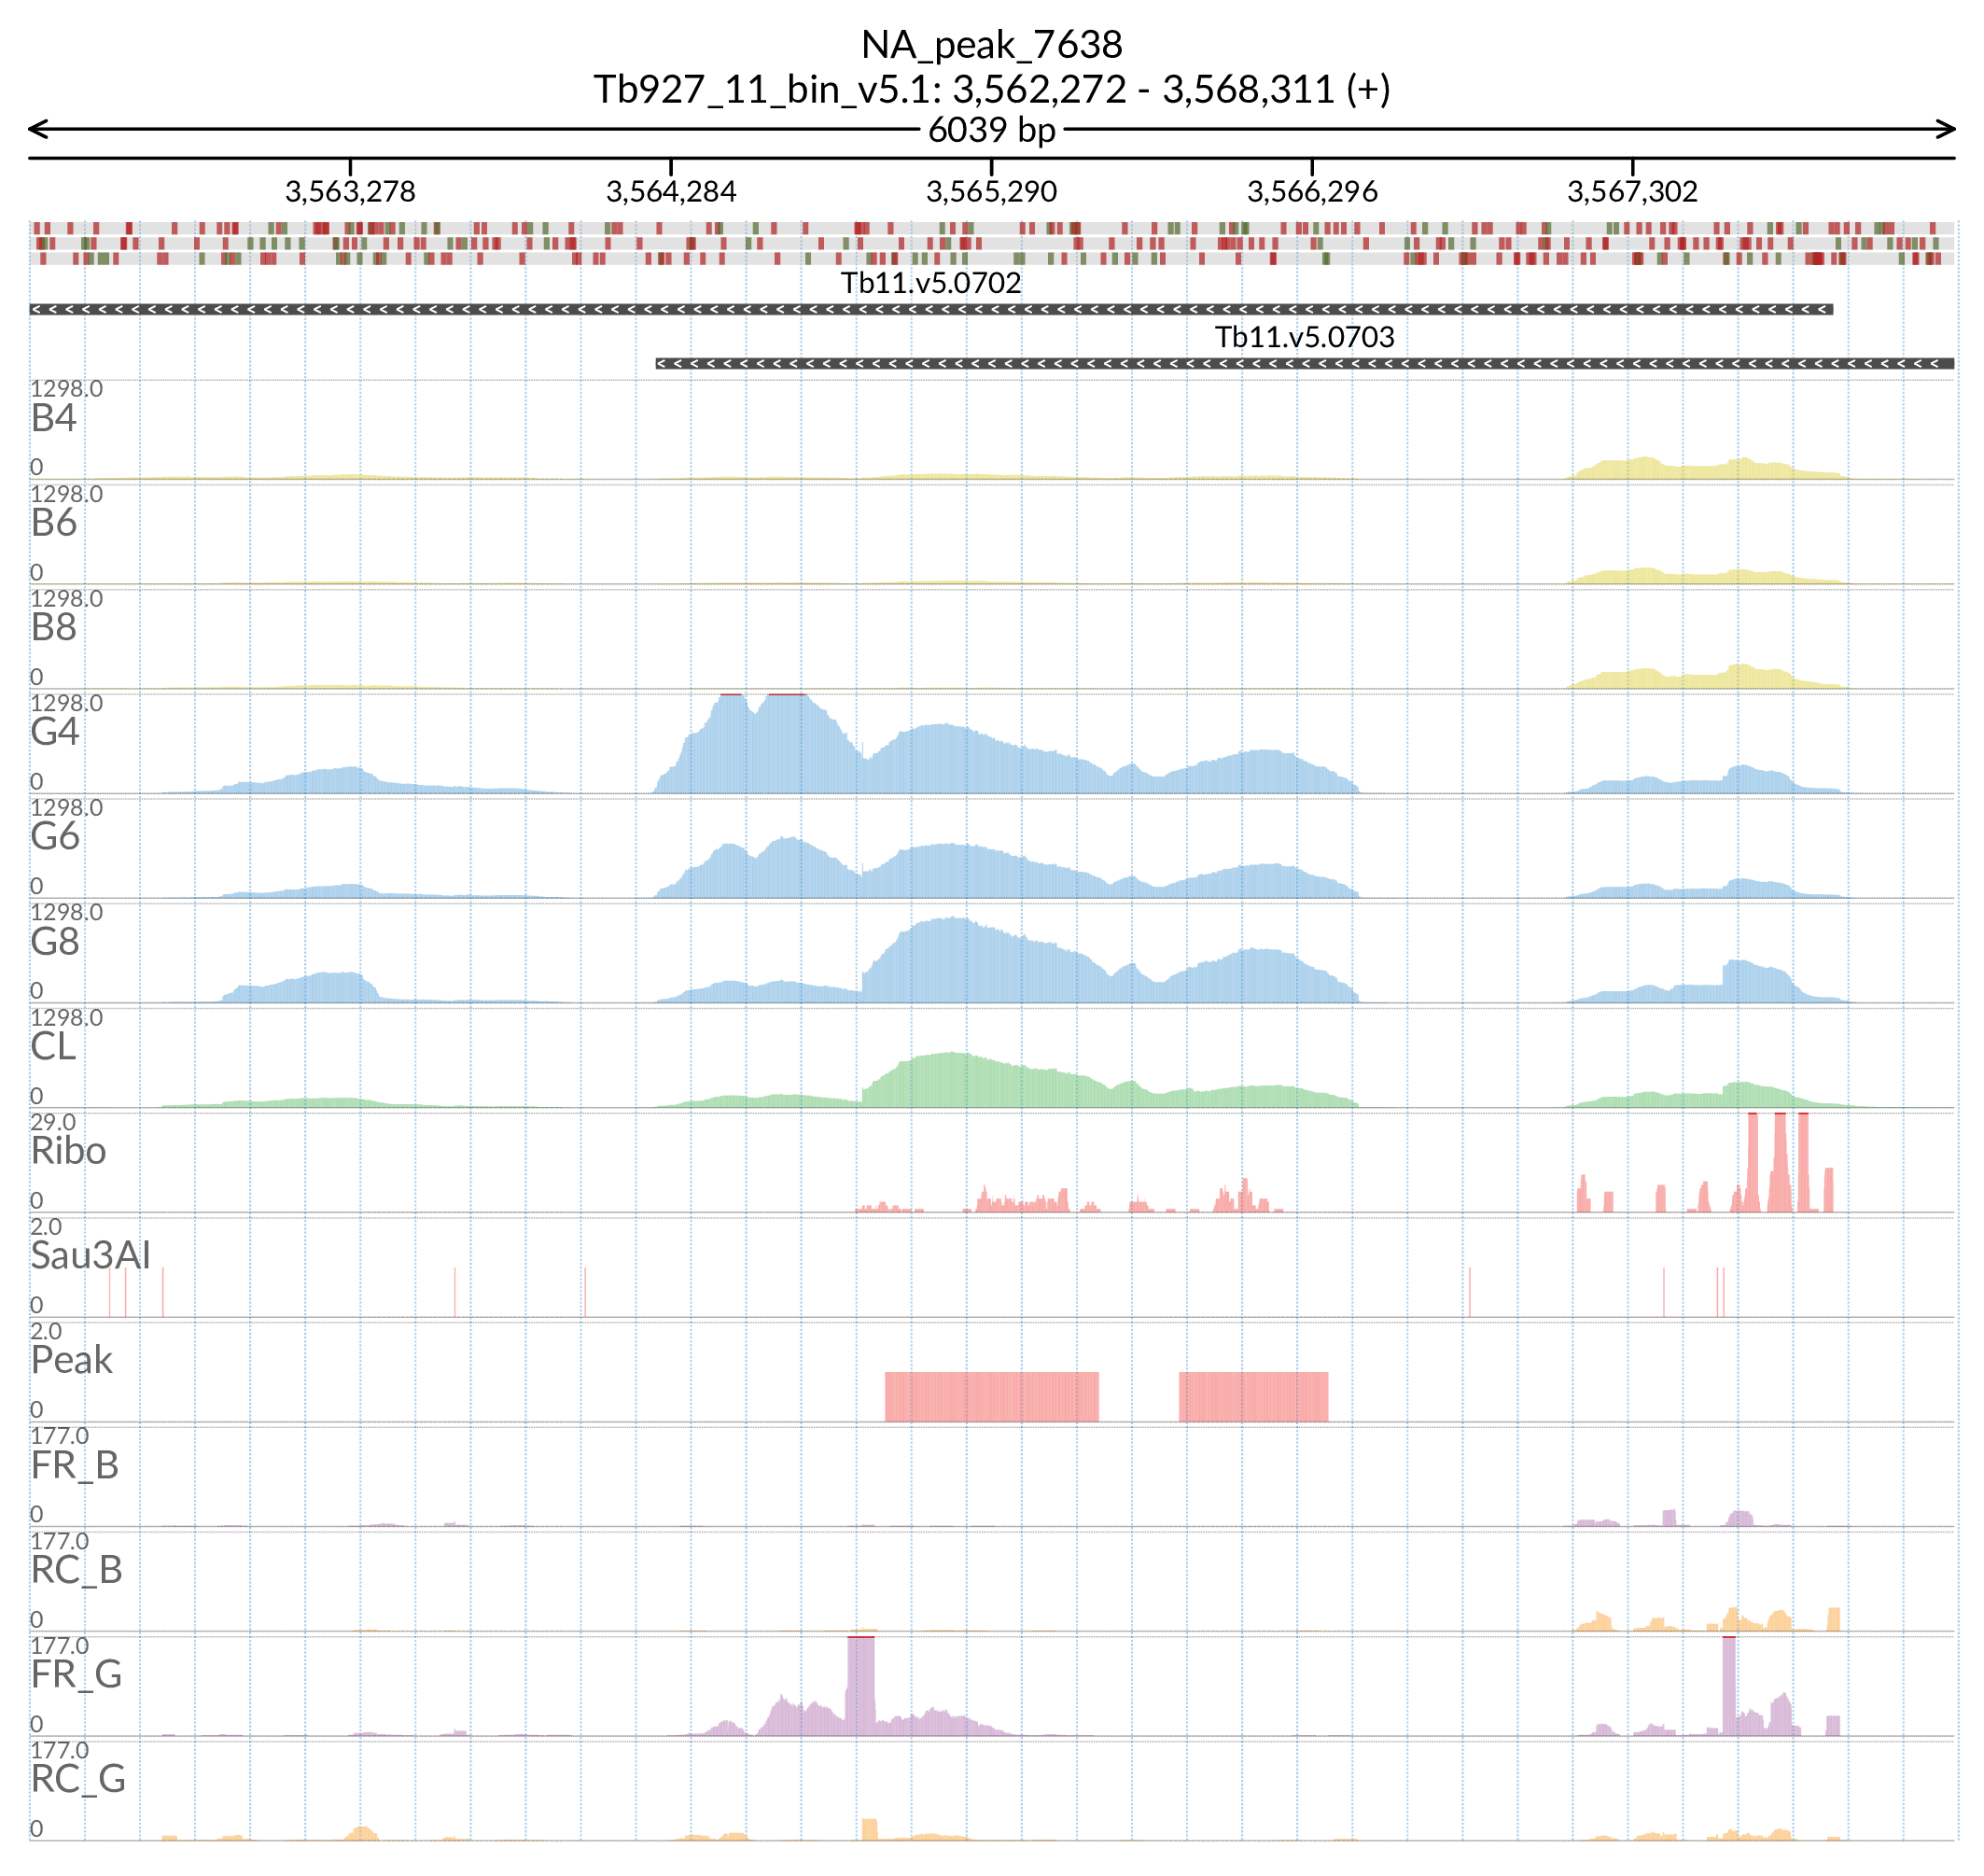 NA_peak_7638
Tb927_11_bin_v5.1: 3,562,272 - 3,568,311 (+)
6039 bp
3,563,278 3,564,284 3,565,290 3,566,296 3,567,302
Tb11.v5.0702
Tb11.v5.0703
1298.0
B4
0
1298.0
B6
0
1298.0
B8
0
1298.0
G4
0
1298.0
G6
0
1298.0
G8
0
1298.0
CL
0
29.0
Ribo
0
2.0
Sau3AI
0
2.0
Peak
0
177.0
FR_B
0
177.0
RC_B
0
177.0
FR_G
0
177.0
RC_G
0